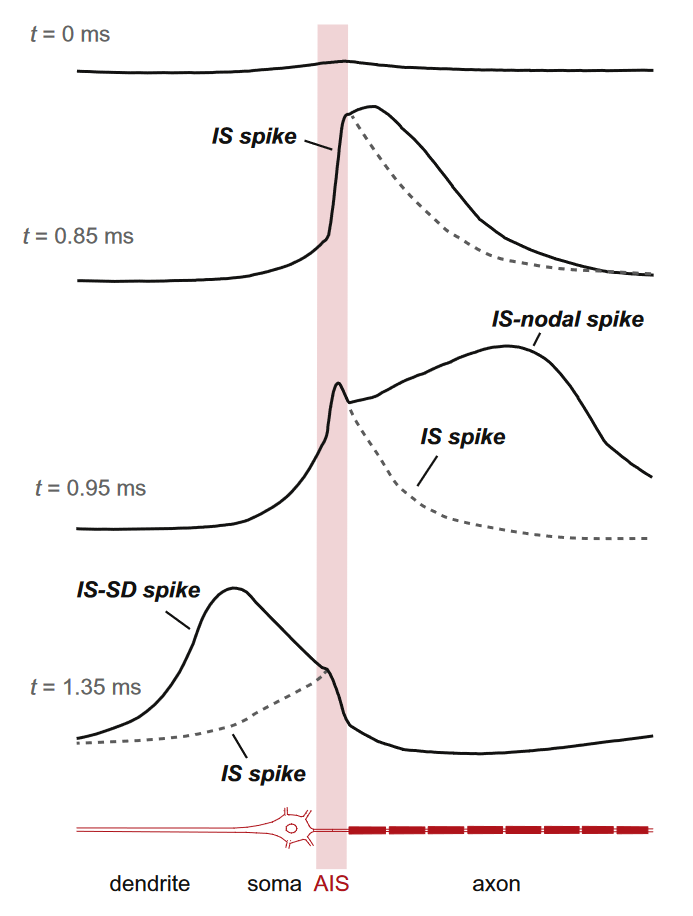 t = 0 ms
IS spike
t = 0.85 ms
IS-nodal spike
IS spike
t = 0.95 ms
IS-SD spike
t = 1.35 ms
IS spike
dendrite soma AIS axon